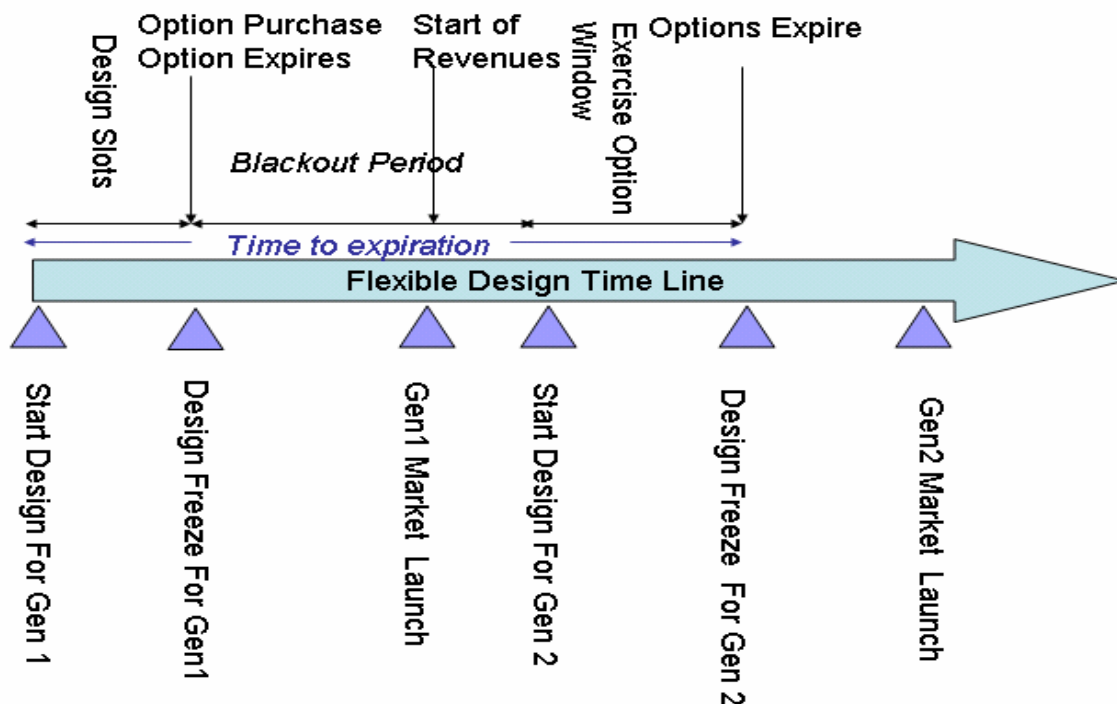 Design Slots
Option Purchase
Option Expires
Start of
Revenues
Exercise Option
Window
Options Expire
Blackout Period
Time to expiration
Flexible Design Time Line
Start Design For Gen 1
Design Freeze For Gen1
Gen1 Market Launch
Start Design For Gen 2
Design Freeze For Gen 2
Gen2 Market Launch